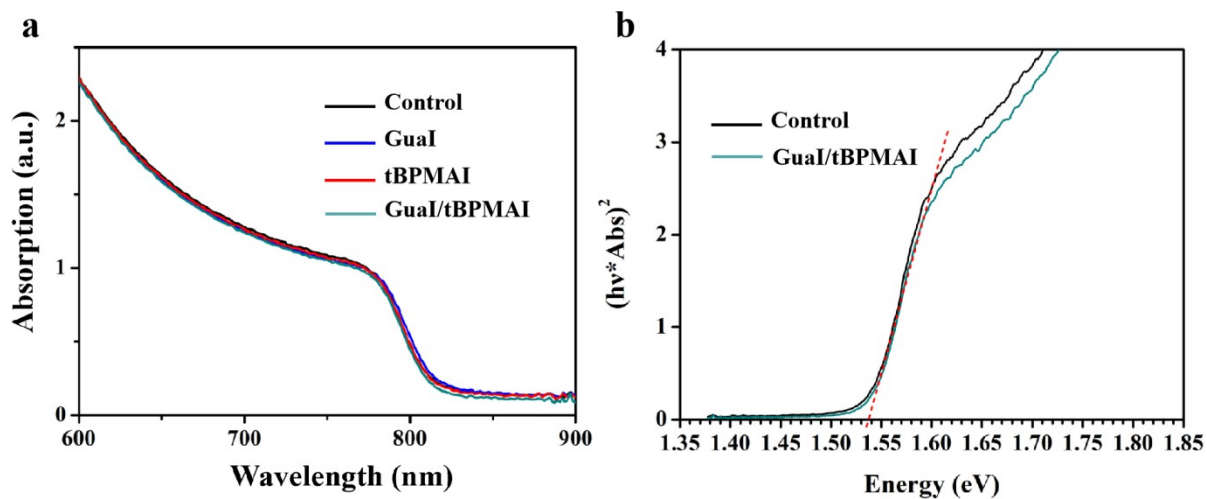 a
Absorption (a.u.)
2
1
0
600
700
800
900
Wavelength (nm)
Control
GuaI
tBPMAI
GuaI/tBPMAI
b
(hν*Abs)²
4
3
2
1
0
1.35 1.40 1.45 1.50 1.55 1.60 1.65 1.70 1.75 1.80 1.85
Energy (eV)
Control
GuaI/tBPMAI